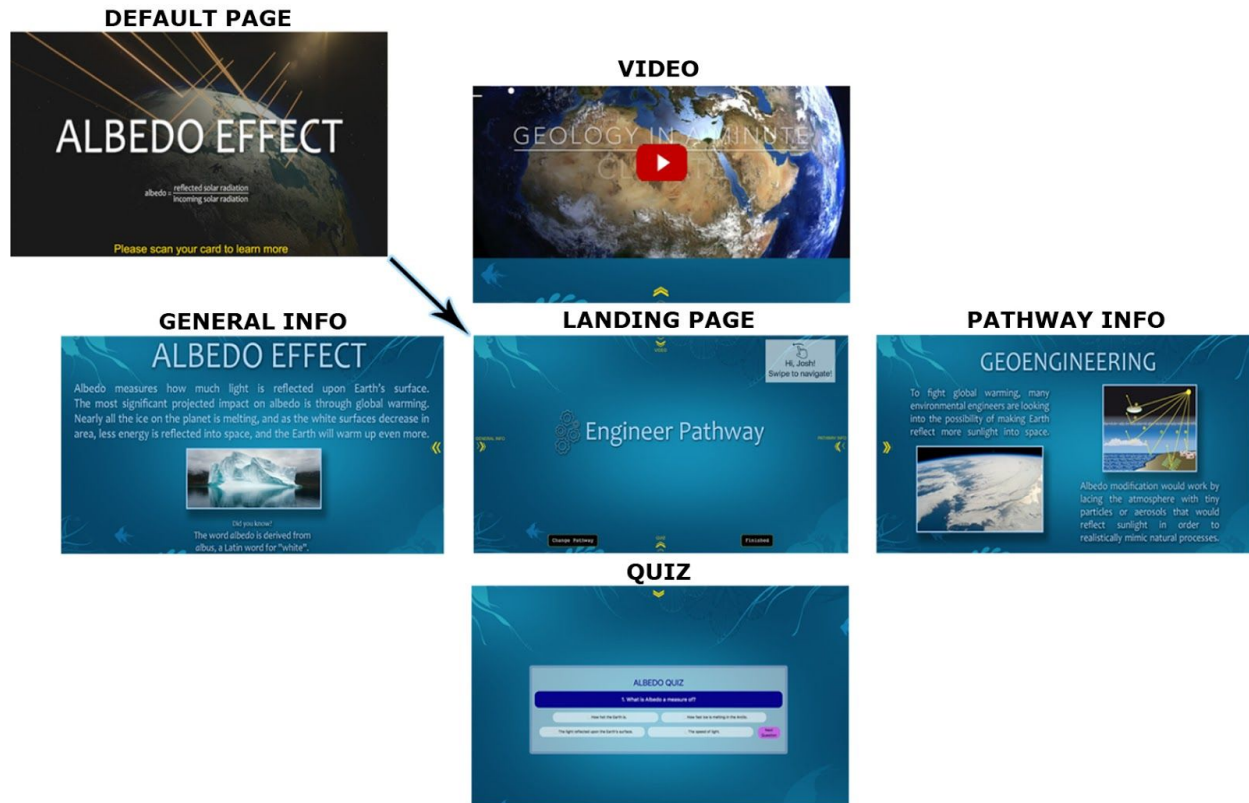 DEFAULT PAGE
ALBEDO EFFECT
albedo = reflected solar radiation
incoming solar radiation
Please scan your card to learn more
VIDEO
GEOLOGY IN A MINUTE
GENERAL INFO
ALBEDO EFFECT
Albedo measures how much light is reflected upon Earth's surface.
The most significant projected impact on albedo is through global warming.
Nearly all the ice on the planet is melting, and as the white surfaces decrease in
area, less energy is reflected into space, and the Earth will warm up even more.
Did you know?
The word albedo is derived from
albus, a Latin word for "white".
LANDING PAGE
VIDEO
Hi, Josh!
Swipe to navigate!
GENERAL INFO
Engineer Pathway
PATHWAY INFO
Change Pathway
QUIZ
Finished
PATHWAY INFO
GEOENGINEERING
To fight global warming, many
environmental engineers are looking
into the possibility of making Earth
reflect more sunlight into space.
Albedo modification would work by
lacing the atmosphere with tiny
particles or aerosols that would
reflect sunlight in order to
realistically mimic natural processes.
QUIZ
ALBEDO QUIZ
1. What is Albedo a measure of?
How hot the Earth is.
How fast ice is melting in the Arctic.
The light reflected upon the Earth's surface.
The speed of light.
Next
Question